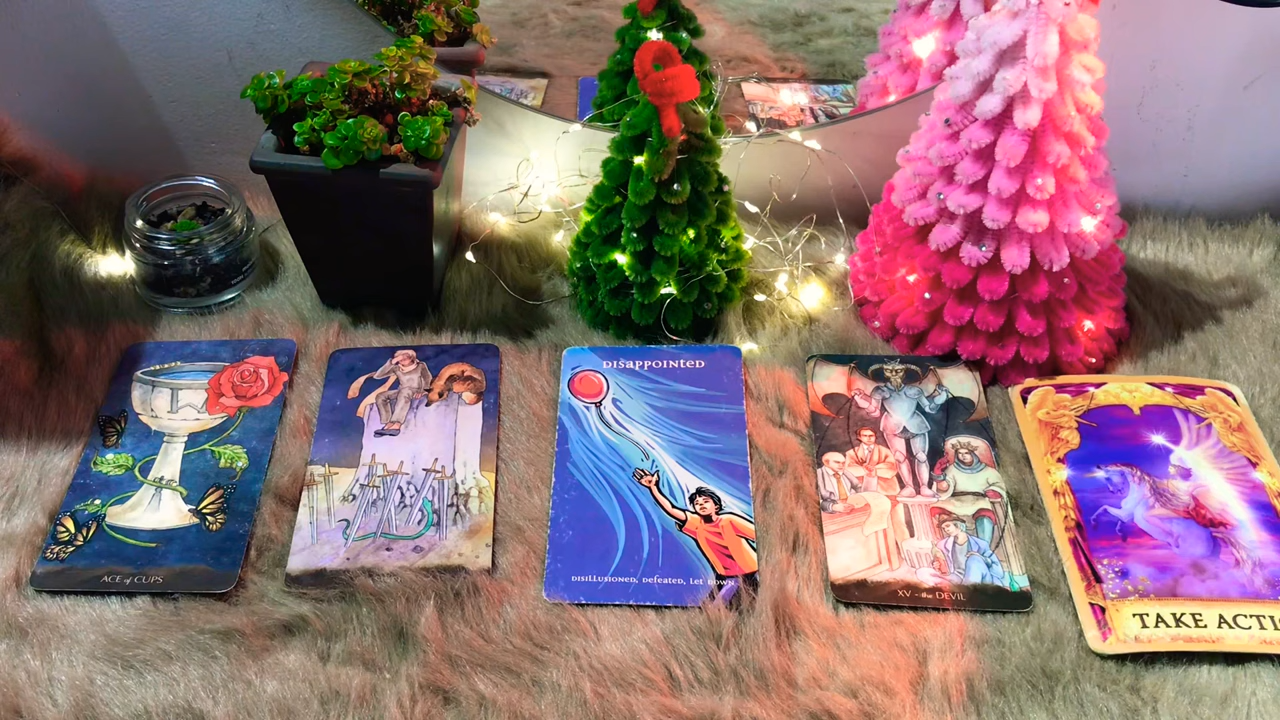 ACE of CUPS
DISAPPOINTED
DISILLUSIONED, DEFEATED, LET DOWN
XV - the DEVIL
TAKE ACTI